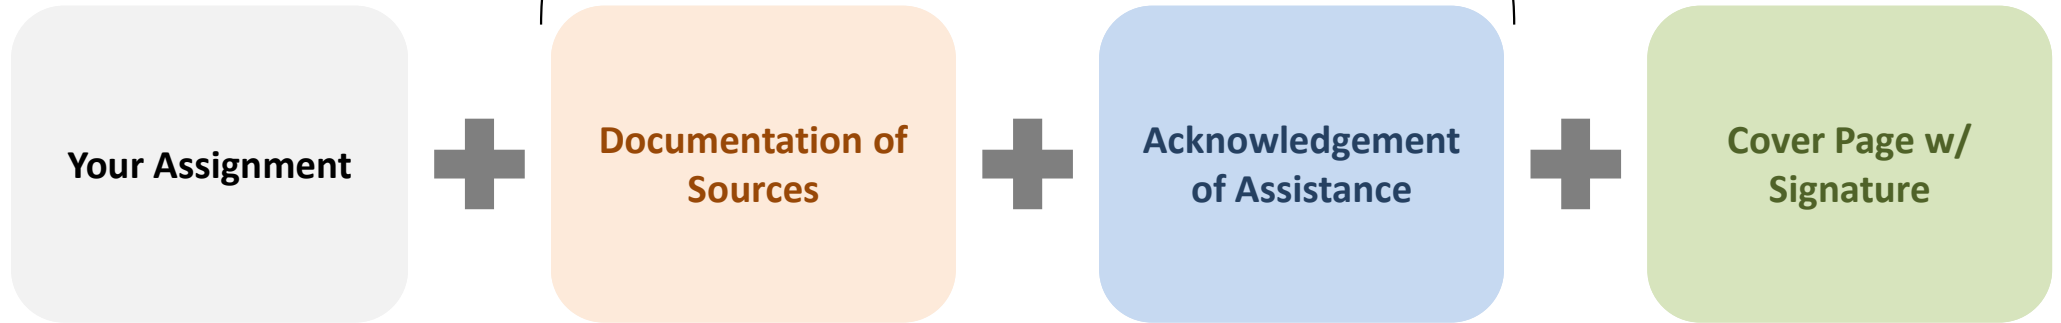 Your Assignment
Documentation of
Sources
Acknowledgement
of Assistance
Cover Page w/
Signature